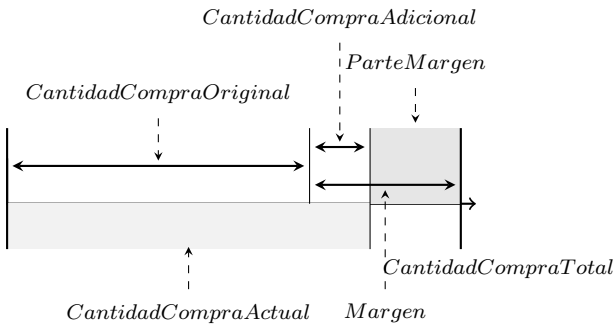 CantidadCompraAdicional
ParteMargen
CantidadCompraOriginal
CantidadCompraTotal
CantidadCompraActual
Margen